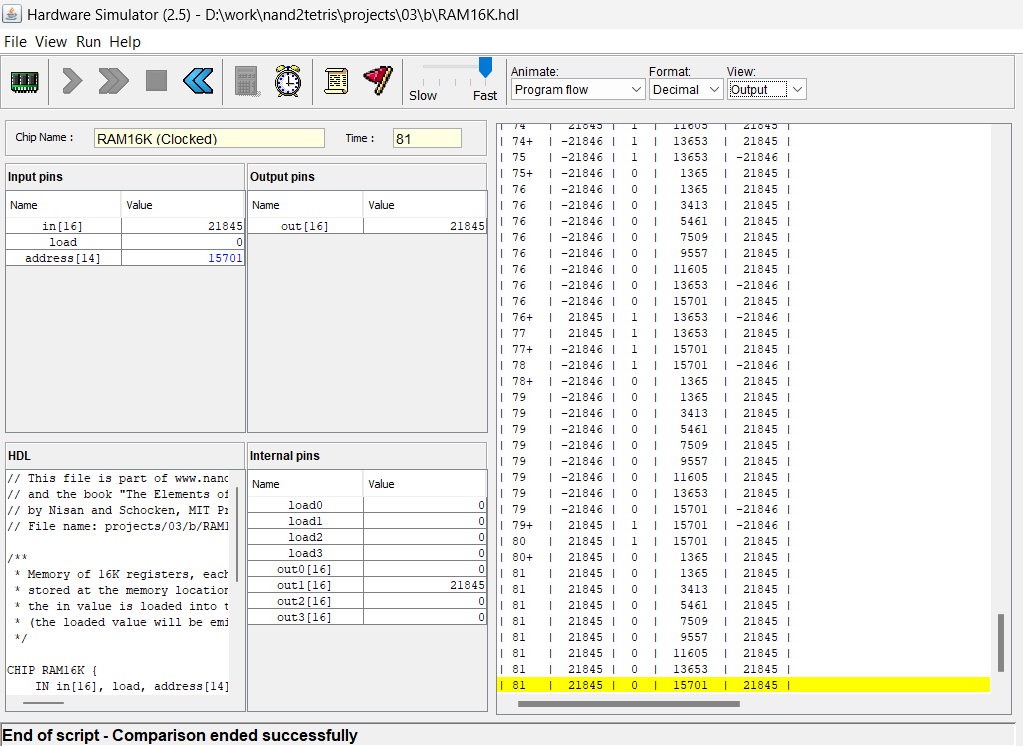 Hardware Simulator (2.5) - D:\work\nand2tetris\projects\03\b\RAM16K.hdl
File View Run Help
Slow Fast
Animate: Format: View:
Program flow Decimal Output
Chip Name : RAM16K (Clocked) Time : 81
Input pins
Name Value
in[16] 21845
load 0
address[14] 15701
Output pins
Name Value
out[16] 21845
HDL
// This file is part of www.nand
// and the book "The Elements of
// by Nisan and Schocken, MIT Pr
// File name: projects/03/b/RAM1
/**
* Memory of 16K registers, each
* stored at the memory location
* the in value is loaded into t
* (the loaded value will be emi
*/
CHIP RAM16K {
IN in[16], load, address[14]
Internal pins
Name Value
load0 0
load1 0
load2 0
load3 0
out0[16] 0
out1[16] 21845
out2[16] 0
out3[16] 0
| 74 | 21845 | 1 | 11605 | 21845 |
| 74+ | -21846 | 1 | 13653 | 21845 |
| 75 | -21846 | 1 | 13653 | -21846 |
| 75+ | -21846 | 0 | 1365 | 21845 |
| 76 | -21846 | 0 | 1365 | 21845 |
| 76 | -21846 | 0 | 3413 | 21845 |
| 76 | -21846 | 0 | 5461 | 21845 |
| 76 | -21846 | 0 | 7509 | 21845 |
| 76 | -21846 | 0 | 9557 | 21845 |
| 76 | -21846 | 0 | 11605 | 21845 |
| 76 | -21846 | 0 | 13653 | -21846 |
| 76 | -21846 | 0 | 15701 | 21845 |
| 76+ | 21845 | 1 | 13653 | -21846 |
| 77 | 21845 | 1 | 13653 | 21845 |
| 77+ | -21846 | 1 | 15701 | 21845 |
| 78 | -21846 | 1 | 15701 | -21846 |
| 78+ | -21846 | 0 | 1365 | 21845 |
| 79 | -21846 | 0 | 1365 | 21845 |
| 79 | -21846 | 0 | 3413 | 21845 |
| 79 | -21846 | 0 | 5461 | 21845 |
| 79 | -21846 | 0 | 7509 | 21845 |
| 79 | -21846 | 0 | 9557 | 21845 |
| 79 | -21846 | 0 | 11605 | 21845 |
| 79 | -21846 | 0 | 13653 | 21845 |
| 79 | -21846 | 0 | 15701 | -21846 |
| 79+ | 21845 | 1 | 15701 | -21846 |
| 80 | 21845 | 1 | 15701 | 21845 |
| 80+ | 21845 | 0 | 1365 | 21845 |
| 81 | 21845 | 0 | 1365 | 21845 |
| 81 | 21845 | 0 | 3413 | 21845 |
| 81 | 21845 | 0 | 5461 | 21845 |
| 81 | 21845 | 0 | 7509 | 21845 |
| 81 | 21845 | 0 | 9557 | 21845 |
| 81 | 21845 | 0 | 11605 | 21845 |
| 81 | 21845 | 0 | 13653 | 21845 |
| 81 | 21845 | 0 | 15701 | 21845 |
End of script - Comparison ended successfully